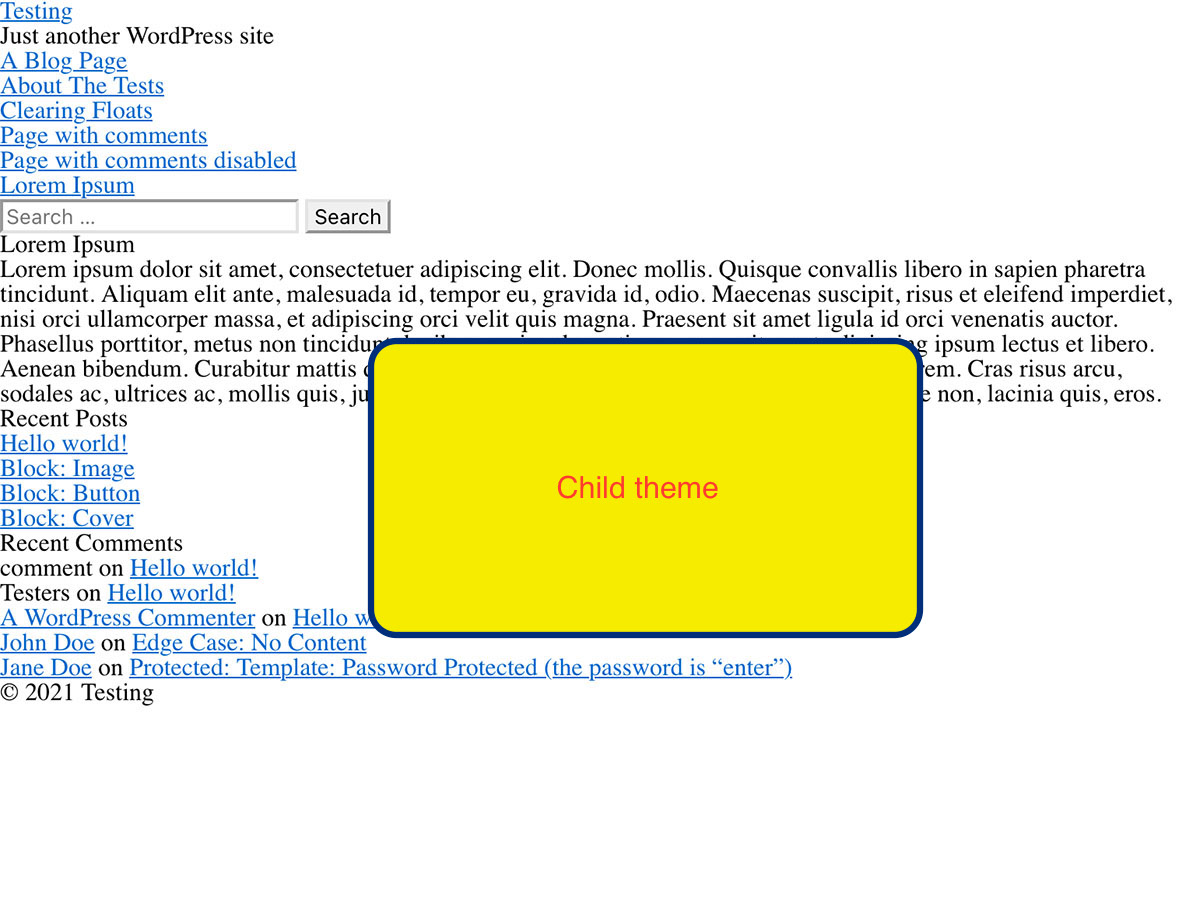 Testing
Just another WordPress site
A Blog Page
About The Tests
Clearing Floats
Page with comments
Page with comments disabled
Lorem Ipsum
Search ...
Search
Lorem Ipsum
Lorem ipsum dolor sit amet, consectetuer adipiscing elit. Donec mollis. Quisque convallis libero in sapien pharetra
tincidunt. Aliquam elit ante, malesuada id, tempor eu, gravida id, odio. Maecenas suscipit, risus et eleifend imperdiet,
nisi orci ullamcorper massa, et adipiscing orci velit quis magna. Praesent sit amet ligula id orci venenatis auctor.
Phasellus porttitor, metus non tincidunt ipsum lectus et libero.
Aenean bibendum. Curabitur mattis Cras risus arcu,
sodales ac, ultrices ac, mollis quis, non, lacinia quis, eros.
Child theme
Recent Posts
Hello world!
Block: Image
Block: Button
Block: Cover
Recent Comments
comment on Hello world!
Testers on Hello world!
A WordPress Commenter on Hello
John Doe on Edge Case: No Content
Jane Doe on Protected: Template: Password Protected (the password is “enter”)
© 2021 Testing